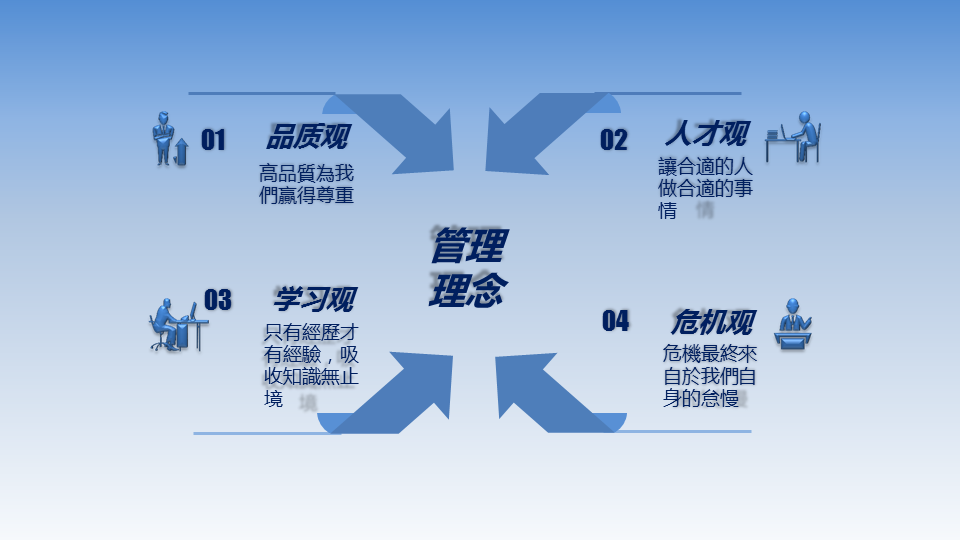 01
品质观
高品質為我
們贏得尊重
02
人才观
讓合適的人
做合適的事
情
管理
理念
03
学习观
只有經歷才
有經驗，吸
收知識無止
境
04
危机观
危機最終來
自於我們自
身的怠慢